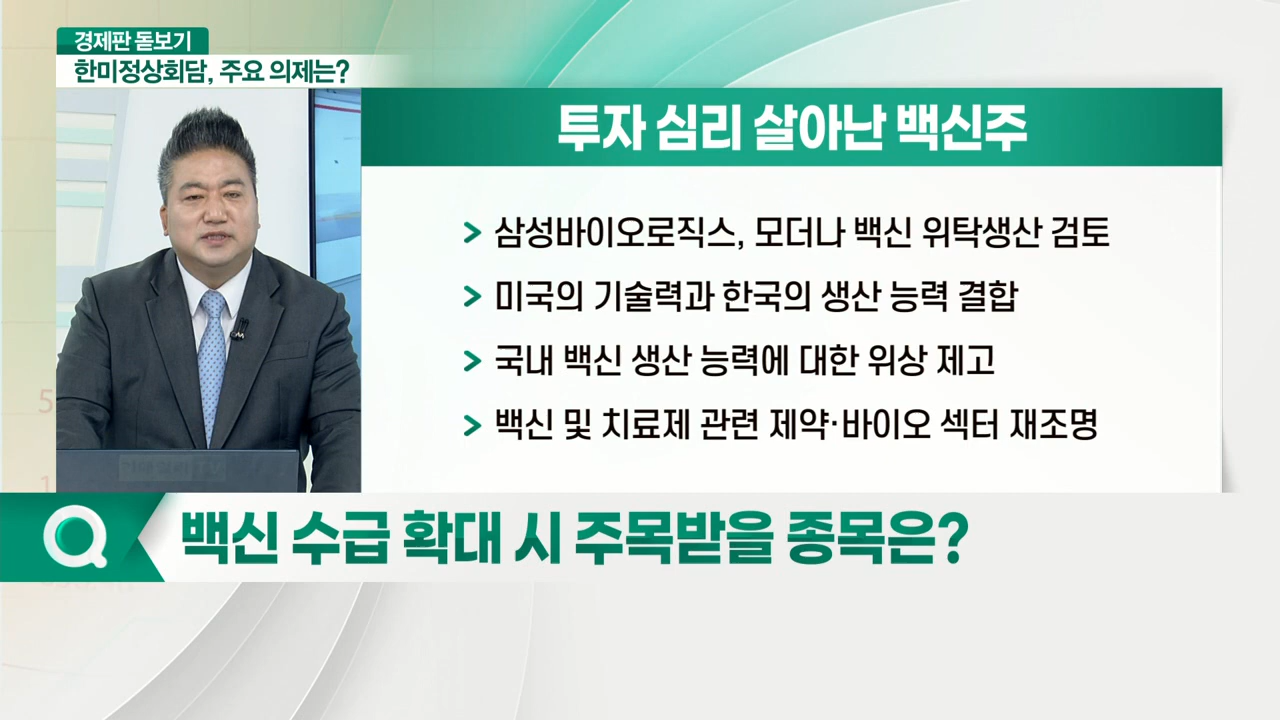 경제판 돋보기
한미정상회담, 주요 의제는?
투자 심리 살아난 백신주
> 삼성바이오로직스, 모더나 백신 위탁생산 검토
> 미국의 기술력과 한국의 생산 능력 결합
> 국내 백신 생산 능력에 대한 위상 제고
> 백신 및 치료제 관련 제약·바이오 섹터 재조명
Q 백신 수급 확대 시 주목받을 종목은?